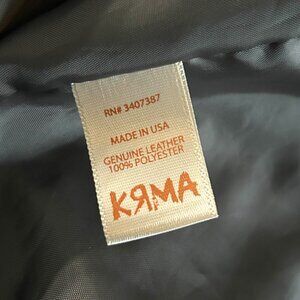 RN# 3407387
MADE IN USA
GENUINE LEATHER
100% POLYESTER
KЯMA